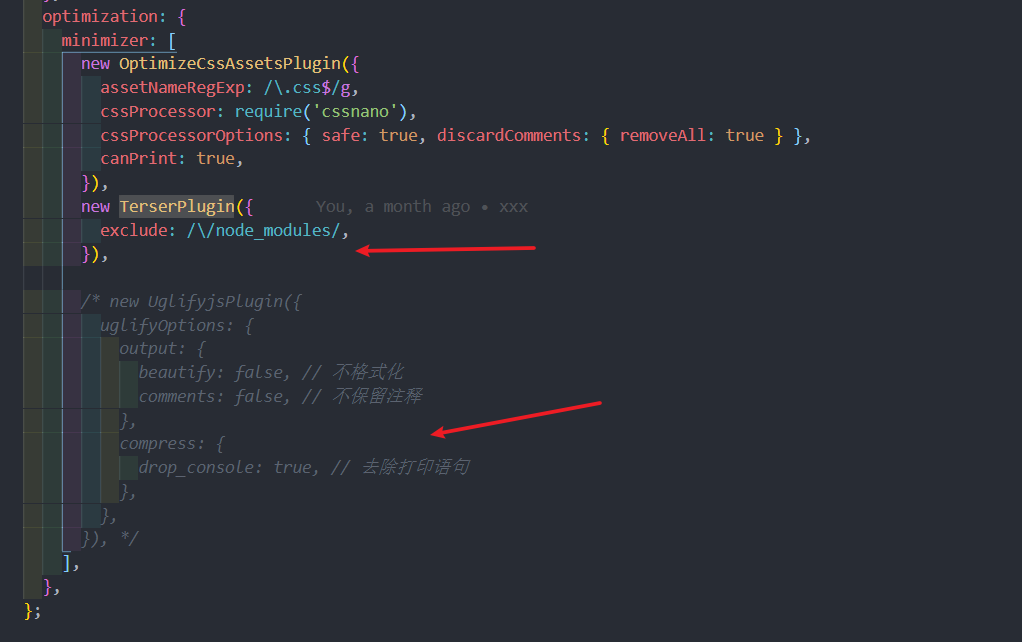 optimization: {
minimizer: [
new OptimizeCssAssetsPlugin({
assetNameRegExp: /\.css$/g,
cssProcessor: require('cssnano'),
cssProcessorOptions: { safe: true, discardComments: { removeAll: true } },
canPrint: true,
}),
new TerserPlugin({ You, a month ago • xxx
exclude: /\/node_modules/,
}),
/* new UglifyjsPlugin({
uglifyOptions: {
output: {
beautify: false, // 不格式化
comments: false, // 不保留注释
},
compress: {
drop_console: true, // 去除打印语句
},
},
}), */
],
},
};